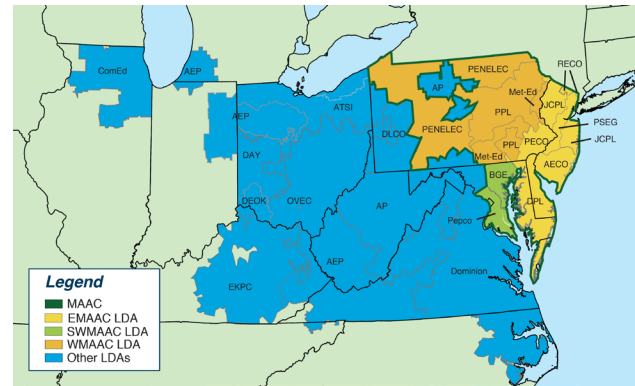 ComEd
AEP
PENELEC
RECO
AP
Met-Ed
JCPL
AEP
ATSI
PPL
PSEG
DLCO
PENELEC
JCPL
DAY
PPL
PECO
Met-Ed
AECO
BGE
DEOK
OVEC
AP
DPL
Pepco
AEP
Dominion
EKPC
Legend
MAAC
EMAAC LDA
SWMAAC LDA
WMAAC LDA
Other LDAs